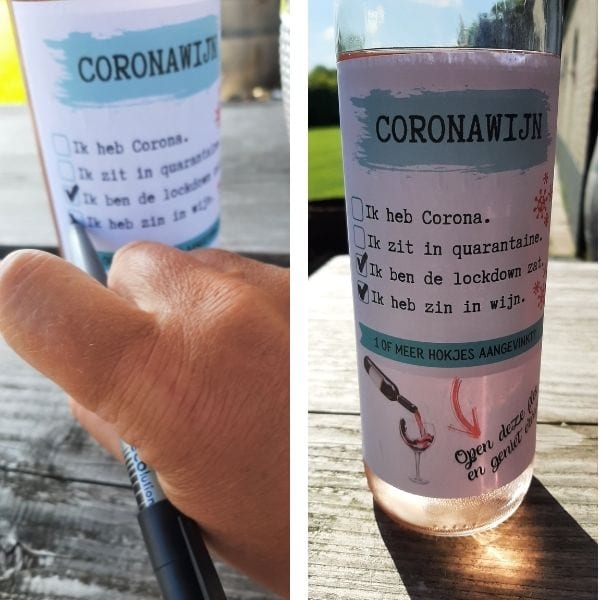 CORONAWIJN
Ik heb Corona.
Ik zit in quarantaine
Ik ben de lockdown
Ik heb zin in wijn.
CORONAWIJN
Ik heb Corona.
Ik zit in quarantaine.
Ik ben de lockdown zat.
Ik heb zin in wijn.
1 OF MEER HOKJES AANGEVINKT?
Open deze
en geniet